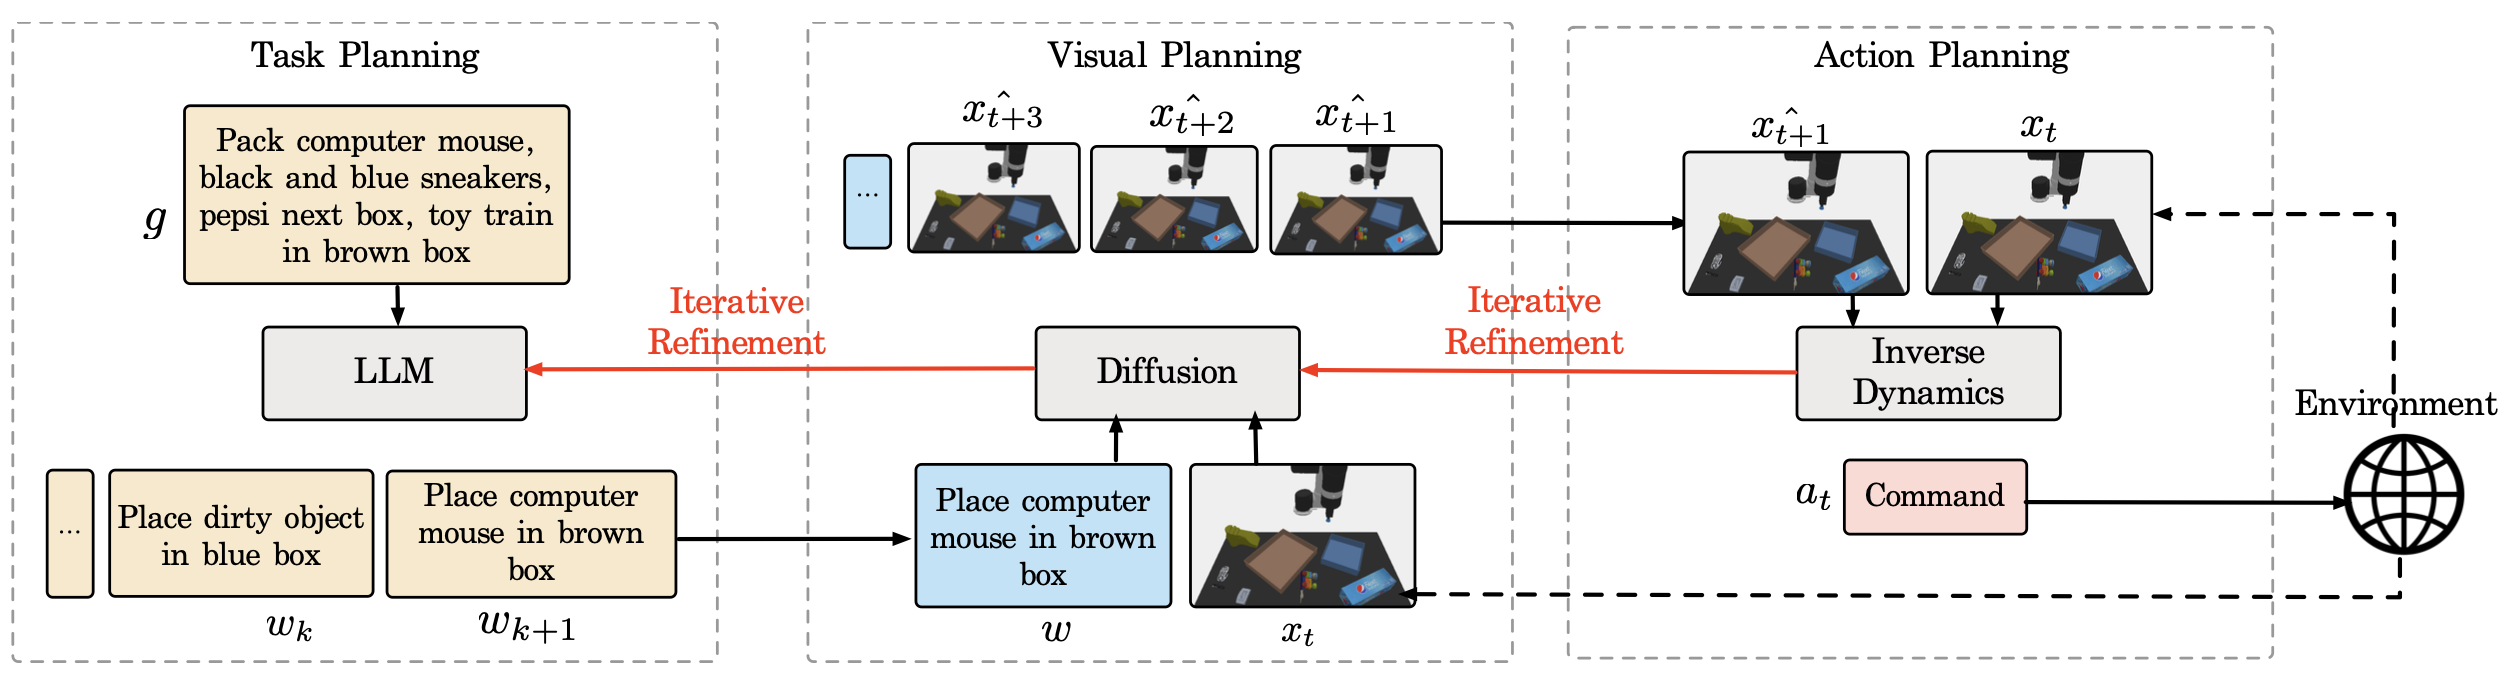 Task Planning
g
Pack computer mouse,
black and blue sneakers,
pepsi next box, toy train
in brown box
LLM
...
Place dirty object
in blue box
Place computer
mouse in brown
box
w_k
w_{k+1}
Iterative
Refinement
Visual Planning
\hat{x_{t+3}}
\hat{x_{t+2}}
\hat{x_{t+1}}
...
Diffusion
Place computer
mouse in brown
box
w
x_t
Iterative
Refinement
Action Planning
\hat{x_{t+1}}
x_t
Inverse
Dynamics
a_t
Command
Environment